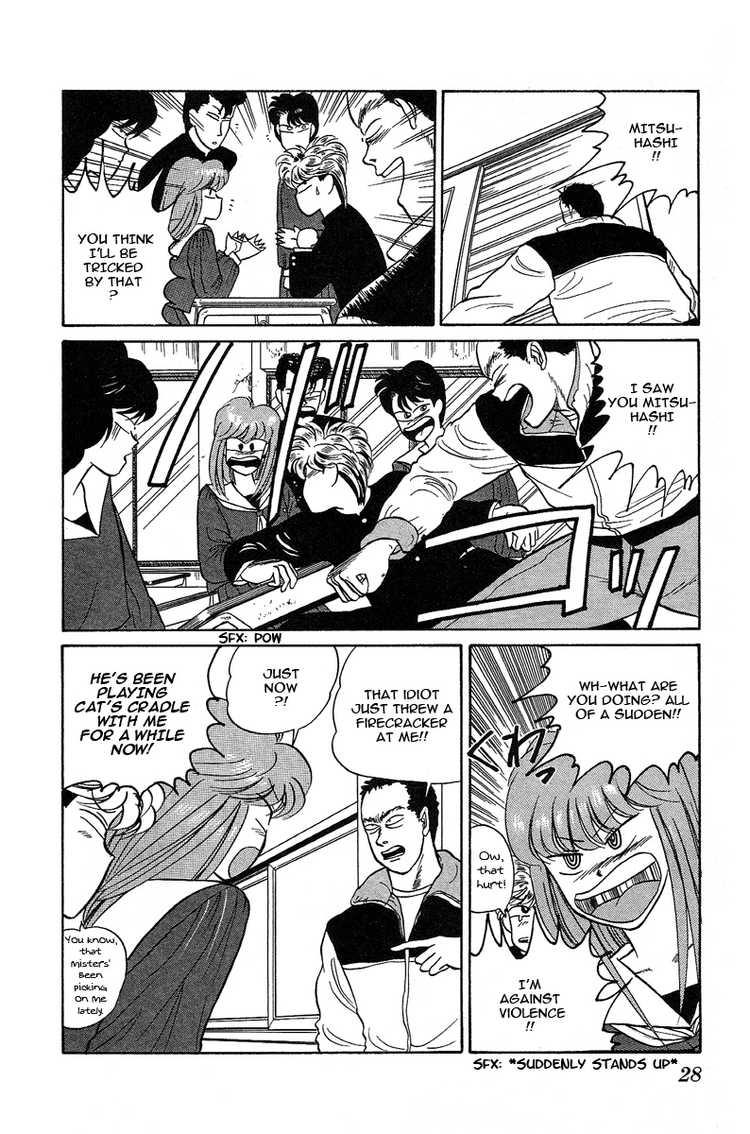 MITSU-
HASHI
!!
YOU THINK
I'LL BE
TRICKED
BY THAT
?
I SAW
YOU MITSU-
HASHI
!!
SFX: POW
WH-WHAT ARE
YOU DOING? ALL
OF A SUDDEN!!
くわっ
Ow,
that
hurt!
I'M
AGAINST
VIOLENCE
!!
SFX: *SUDDENLY STANDS UP*
THAT IDIOT
JUST THREW A
FIRECRACKER
AT ME!!
JUST
NOW
?!
HE'S BEEN
PLAYING
CAT'S CRADLE
WITH ME
FOR A WHILE
NOW!
You know,
that
misters'
been
picking
on me
lately.
28